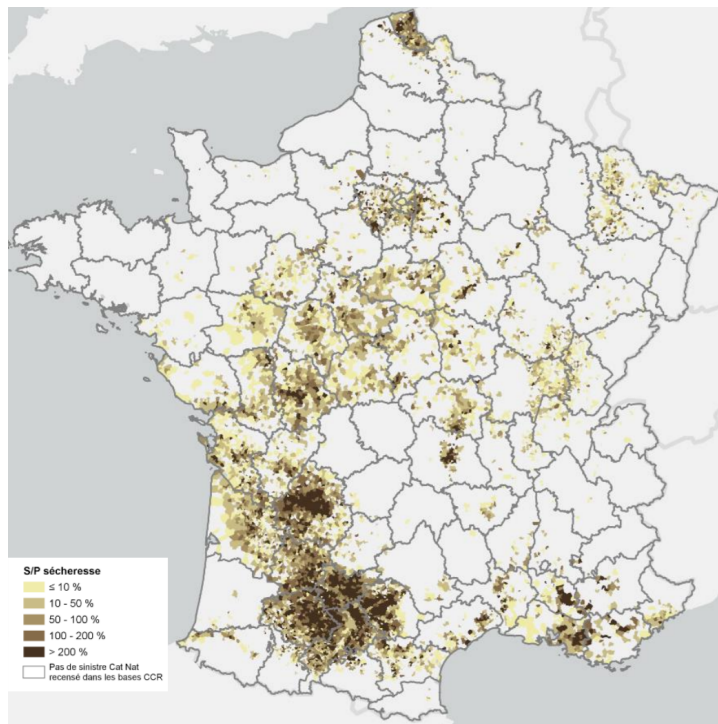 S/P sécheresse
≤ 10 %
10 - 50 %
50 - 100 %
100 - 200 %
> 200 %
Pas de sinistre Cat Nat
recensé dans les bases CCR